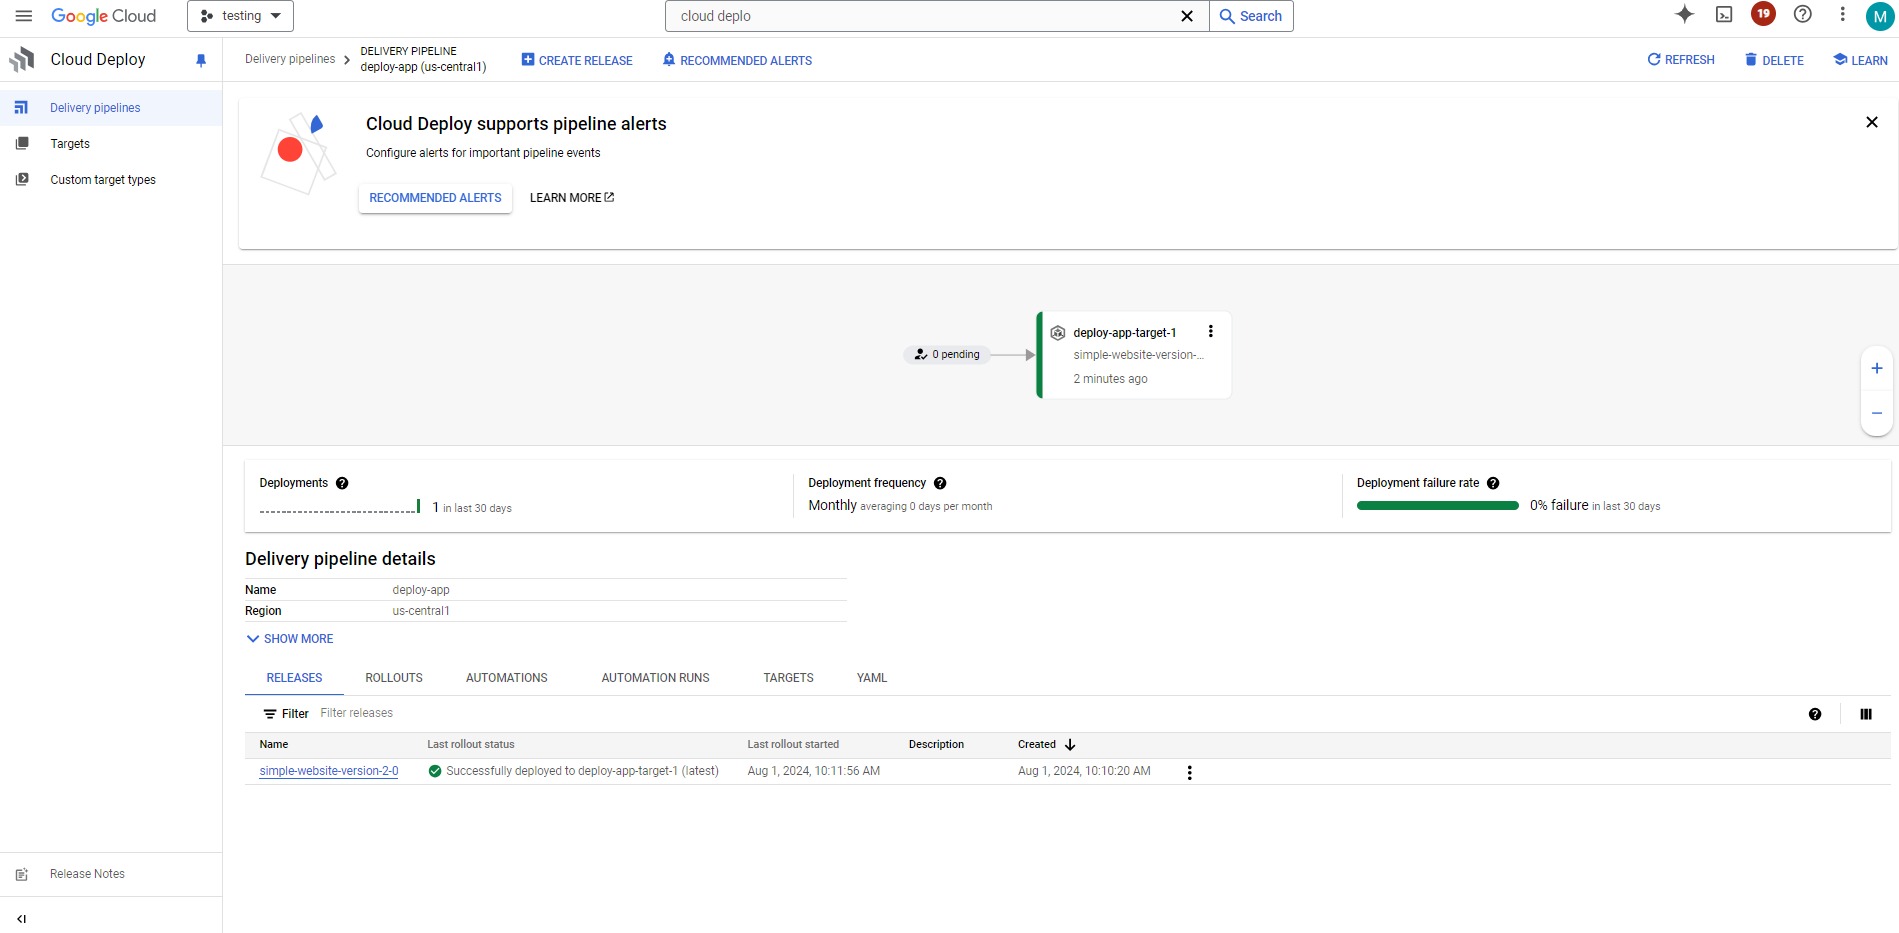 Google Cloud
testing
cloud deplo
Search
19
M
Cloud Deploy
Delivery pipelines
DELIVERY PIPELINE
deploy-app (us-central1)
CREATE RELEASE
RECOMMENDED ALERTS
REFRESH
DELETE
LEARN
Delivery pipelines
Targets
Custom target types
Cloud Deploy supports pipeline alerts
Configure alerts for important pipeline events
RECOMMENDED ALERTS
LEARN MORE
0 pending
deploy-app-target-1
simple-website-version-...
2 minutes ago
Deployments
1 in last 30 days
Deployment frequency
Monthly averaging 0 days per month
Deployment failure rate
0% failure in last 30 days
Delivery pipeline details
Name deploy-app
Region us-central1
SHOW MORE
RELEASES ROLLOUTS AUTOMATIONS AUTOMATION RUNS TARGETS YAML
Filter Filter releases
Name Last rollout status Last rollout started Description Created
simple-website-version-2-0 Successfully deployed to deploy-app-target-1 (latest) Aug 1, 2024, 10:11:56 AM Aug 1, 2024, 10:10:20 AM
Release Notes